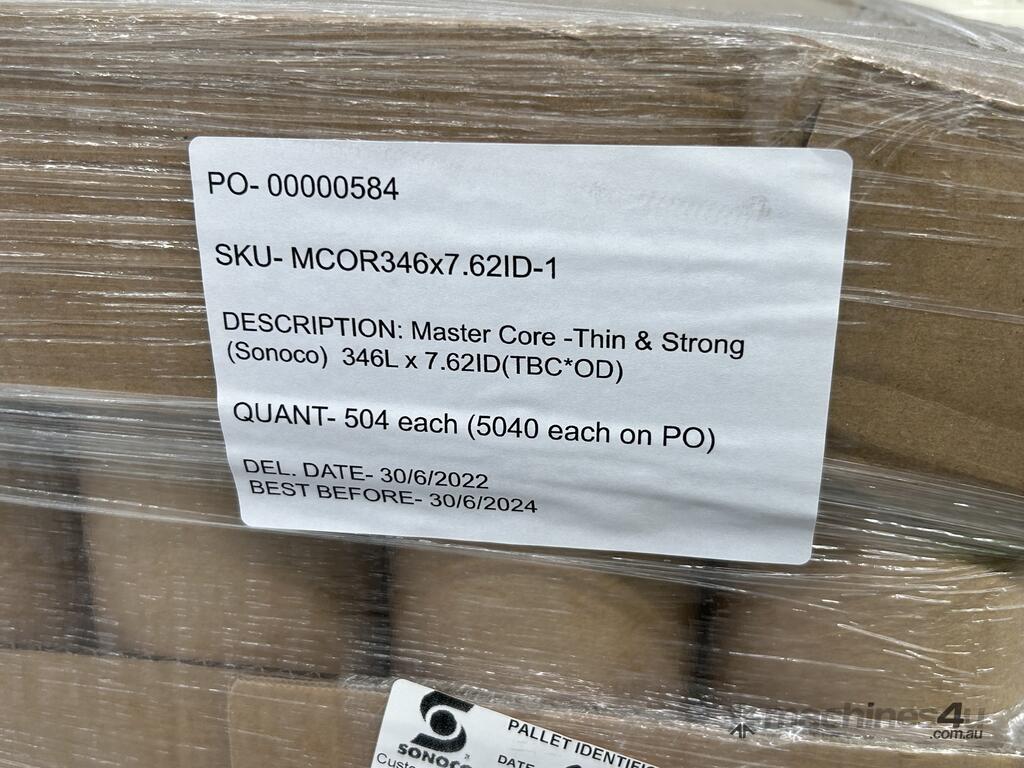 PO- 00000584
SKU- MCOR346x7.62ID-1
DESCRIPTION: Master Core -Thin & Strong
(Sonoco) 346L x 7.62ID(TBC*OD)
QUANT- 504 each (5040 each on PO)
DEL. DATE- 30/6/2022
BEST BEFORE- 30/6/2024
SONOCO
PALLET
DATE
machines4u
.com.au